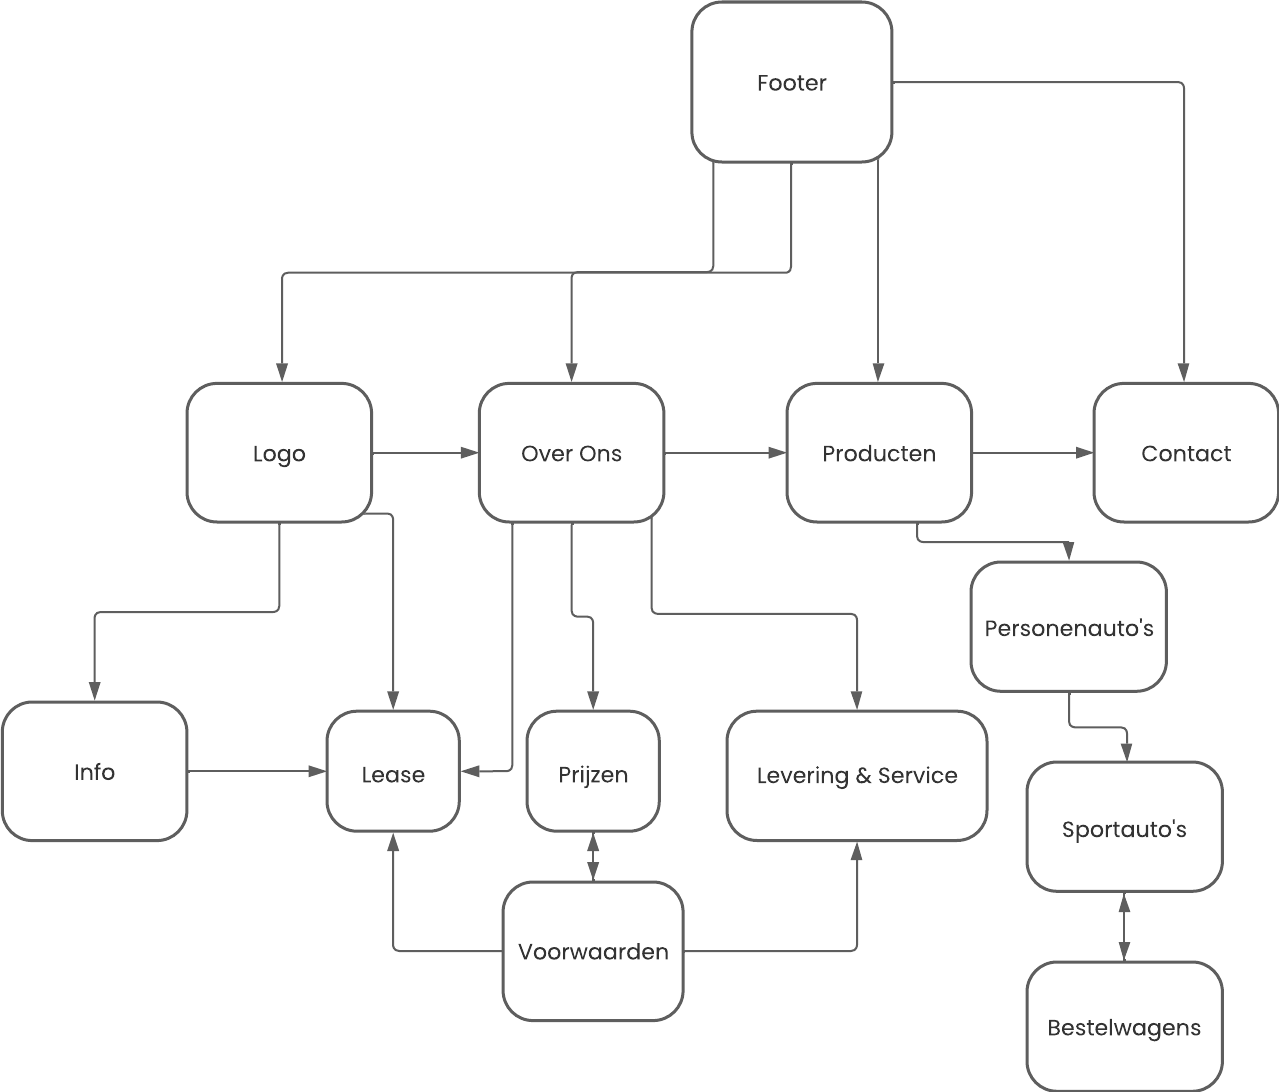 Footer
Logo
Over Ons
Producten
Contact
Personenauto's
Info
Lease
Prijzen
Levering & Service
Sportauto's
Voorwaarden
Bestelwagens